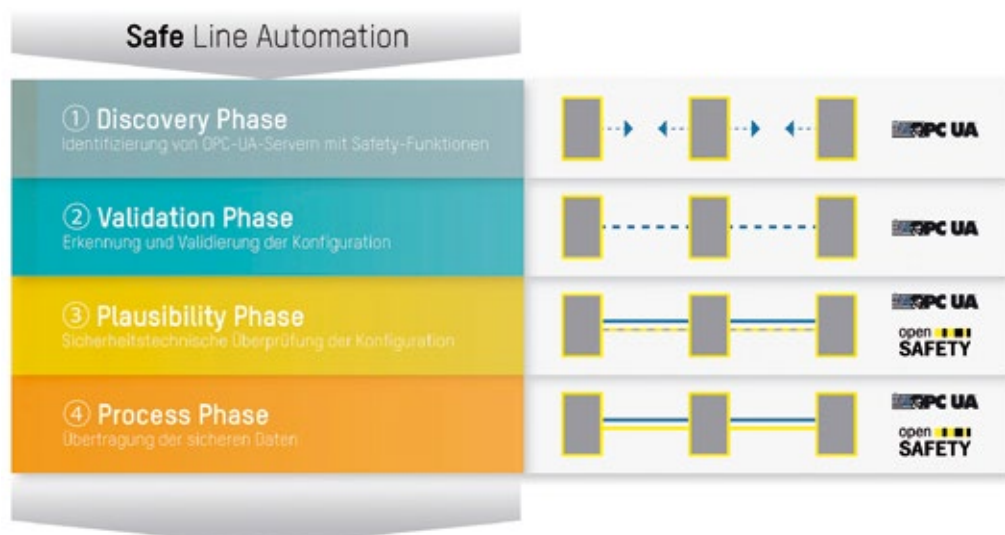 Safe Line Automation
① Discovery Phase
Identifizierung von OPC-UA-Servern mit Safety-Funktionen
OPC UA
② Validation Phase
Erkennung und Validierung der Konfiguration
OPC UA
③ Plausibility Phase
Sicherheitstechnische Überprüfung der Konfiguration
OPC UA
open
SAFETY
④ Process Phase
Übertragung der sicheren Daten
OPC UA
open
SAFETY